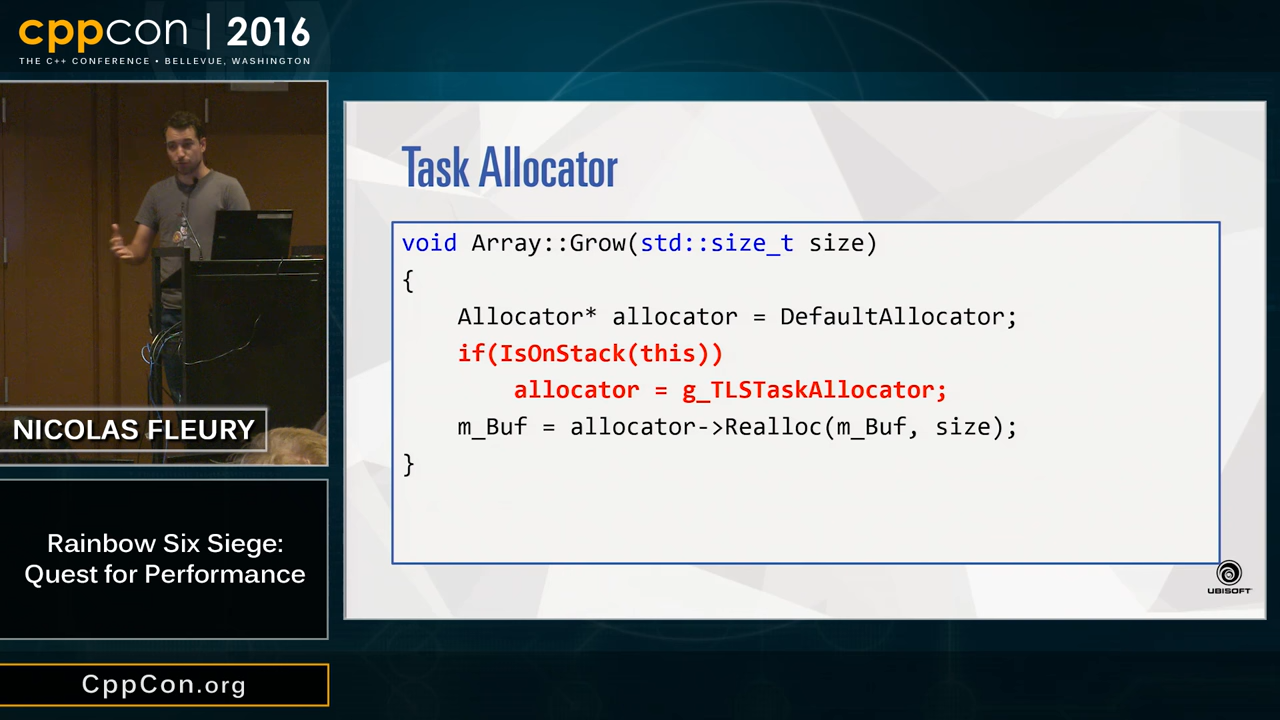 cppcon | 2016
THE C++ CONFERENCE • BELLEVUE, WASHINGTON
NICOLAS FLEURY
Rainbow Six Siege:
Quest for Performance
CppCon.org
Task Allocator
void Array::Grow(std::size_t size)
{
    Allocator* allocator = DefaultAllocator;
    if(IsOnStack(this))
        allocator = g_TLSTaskAllocator;
    m_Buf = allocator->Realloc(m_Buf, size);
}
UBISOFT